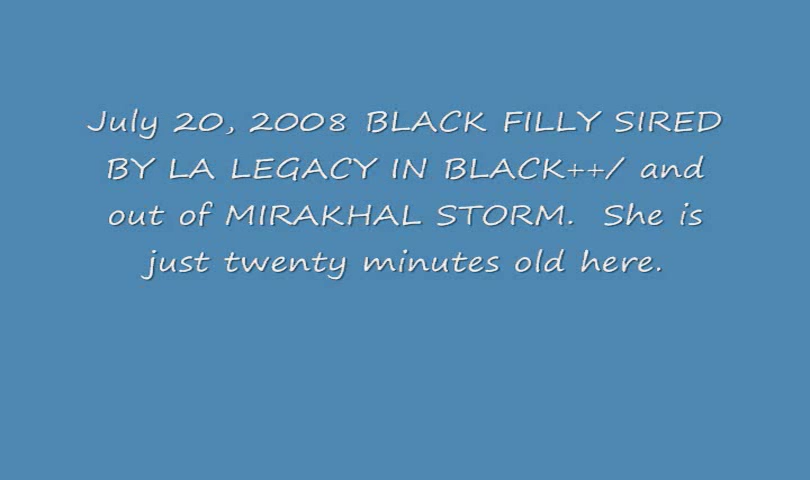 July 20, 2008 BLACK FILLY SIRED
BY LA LEGACY IN BLACK++/ and
out of MIRAKHAL STORM.  She is
just twenty minutes old here.